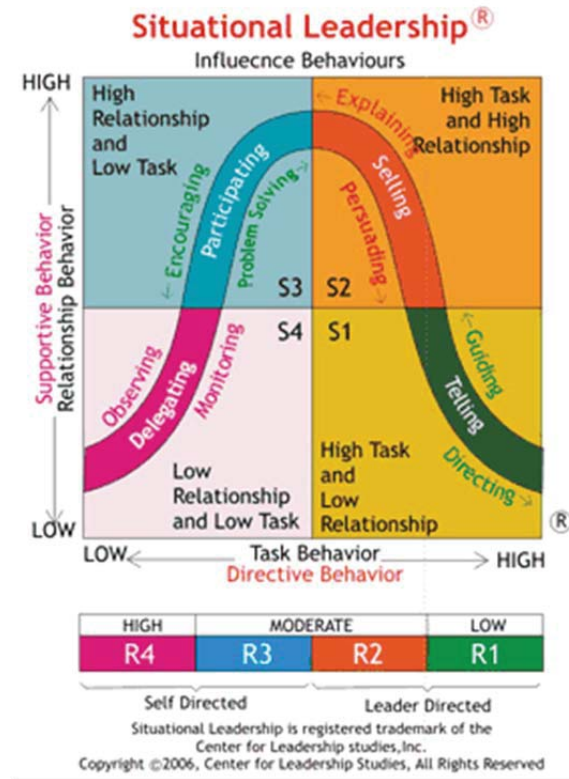 Situational Leadership®
Influecnce Behaviours
HIGH
High
Relationship
and
Low Task
High Task
and High
Relationship
←Explaining
Selling
Persuading→
←Encouraging
Participating
Problem Solving→
S3
S2
Supportive Behavior
Relationship Behavior
S4
S1
Observing
Delegating
Monitoring
←Guiding
Telling
Directing→
Low
Relationship
and Low Task
High Task
and
Low
Relationship
LOW
®
LOW
Task Behavior
HIGH
Directive Behavior
HIGH
MODERATE
LOW
R4
R3
R2
R1
Self Directed
Leader Directed
Situational Leadership is registered trademark of the
Center for Leadership studies,Inc.
Copyright ©2006, Center for Leadership Studies, All Rights Reserved